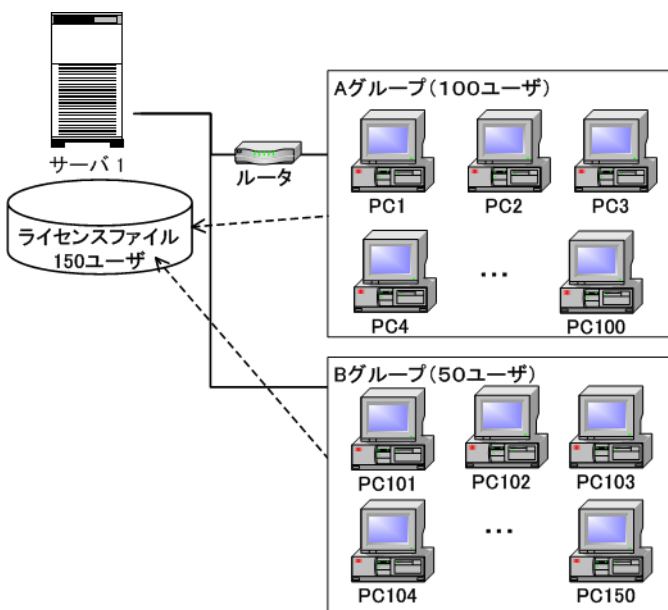 サーバ 1
ライセンスファイル
150ユーザ
ルータ
Aグループ(100ユーザ)
PC1
PC2
PC3
PC4
...
PC100
Bグループ(50ユーザ)
PC101
PC102
PC103
PC104
...
PC150